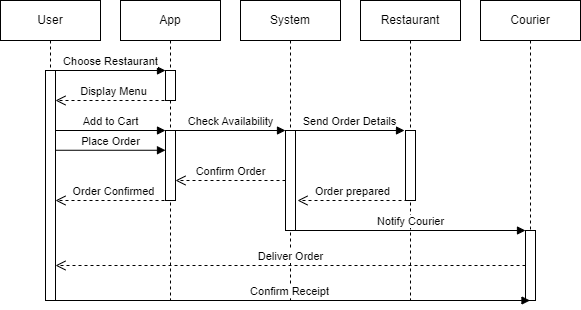 User
App
System
Restaurant
Courier
Choose Restaurant
Display Menu
Add to Cart
Check Availability
Send Order Details
Place Order
Confirm Order
Order Confirmed
Order prepared
Notify Courier
Deliver Order
Confirm Receipt